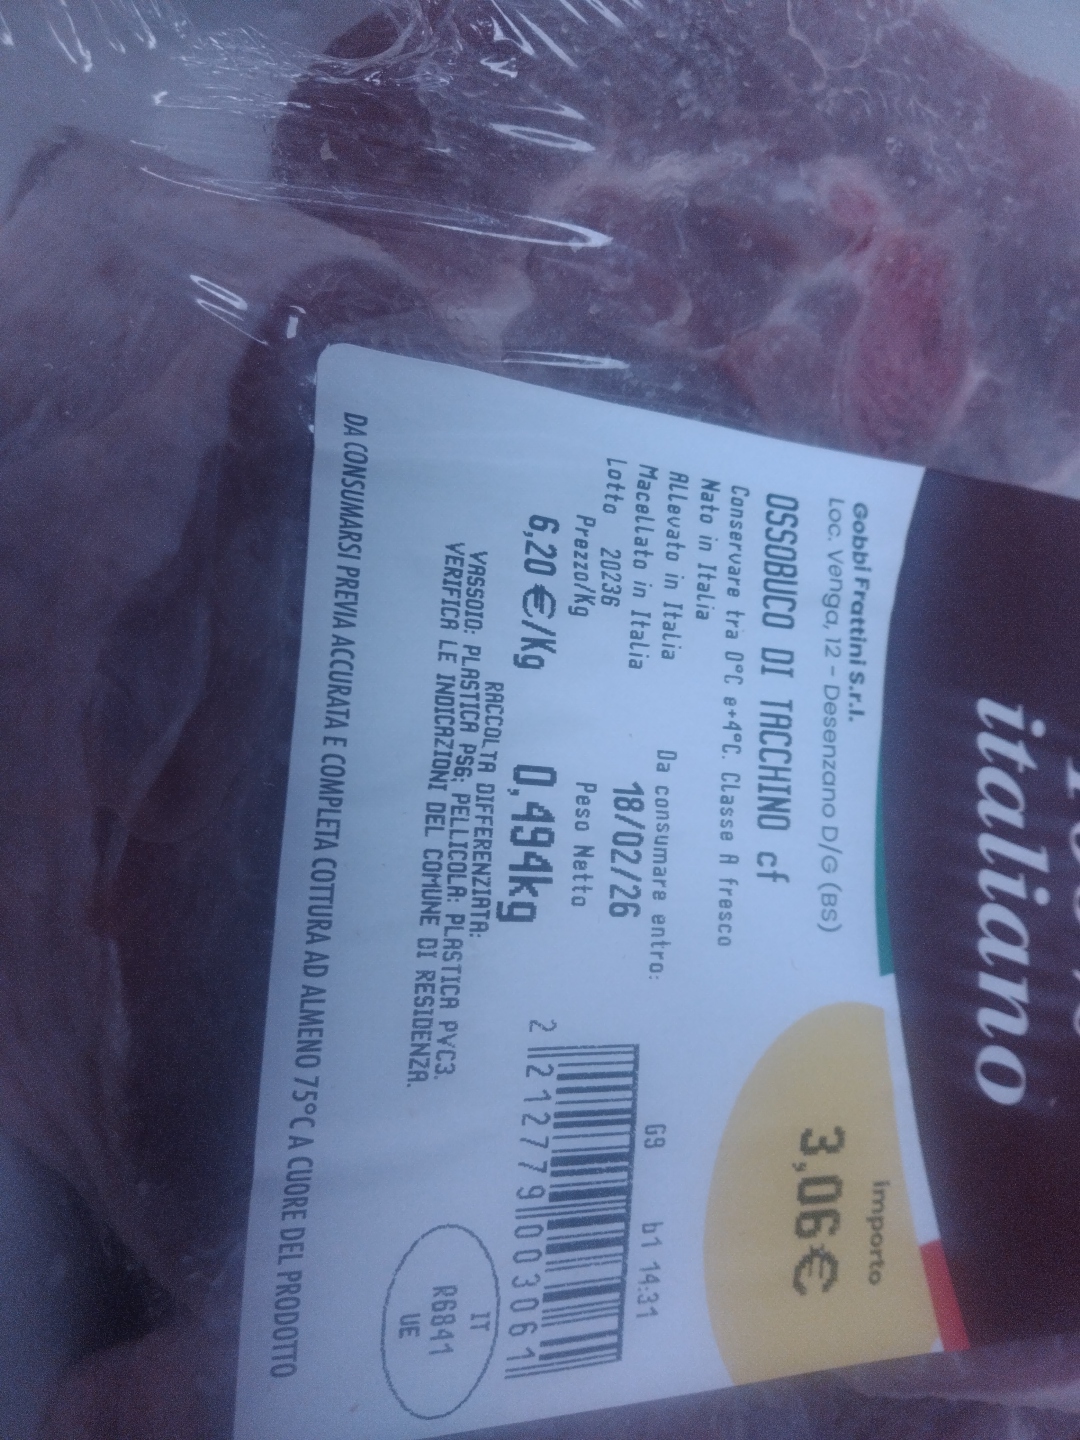 italiano
Gobbi Frattini S.r.l.
Loc. Venga, 12 - Desenzano D/G (BS)
OSSOBUCO DI TACCHINO cf
Conservare tra 0°C e+4°C. Classe A fresco
Nato in Italia
Allevato in Italia
Macellato in Italia
Lotto 20236
Da consumare entro:
18/02/26
Prezzo/Kg
6,20 €/Kg
Peso Netto
0,494kg
importo
3,06€
G9 b1 14:31
2 212779 003061
RACCOLTA DIFFERENZIATA:
VASSOIO: PLASTICA PS6; PELLICOLA: PLASTICA PVC3.
VERIFICA LE INDICAZIONI DEL COMUNE DI RESIDENZA.
IT
R6841
UE
DA CONSUMARSI PREVIA ACCURATA E COMPLETA COTTURA AD ALMENO 75°C A CUORE DEL PRODOTTO